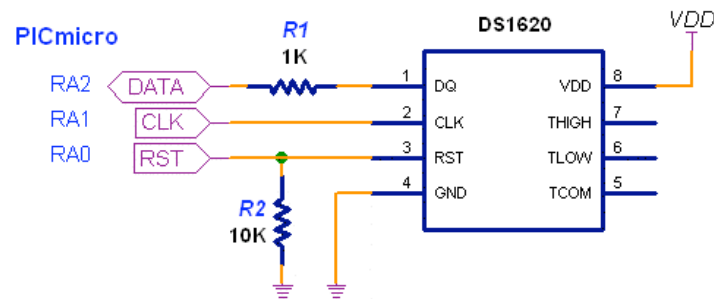 VDD
DS1620
PICmicro
R1
1K
RA2 DATA 1 DQ VDD 8
RA1 CLK 2 CLK THIGH 7
RA0 RST 3 RST TLOW 6
4 GND TCOM 5
R2
10K